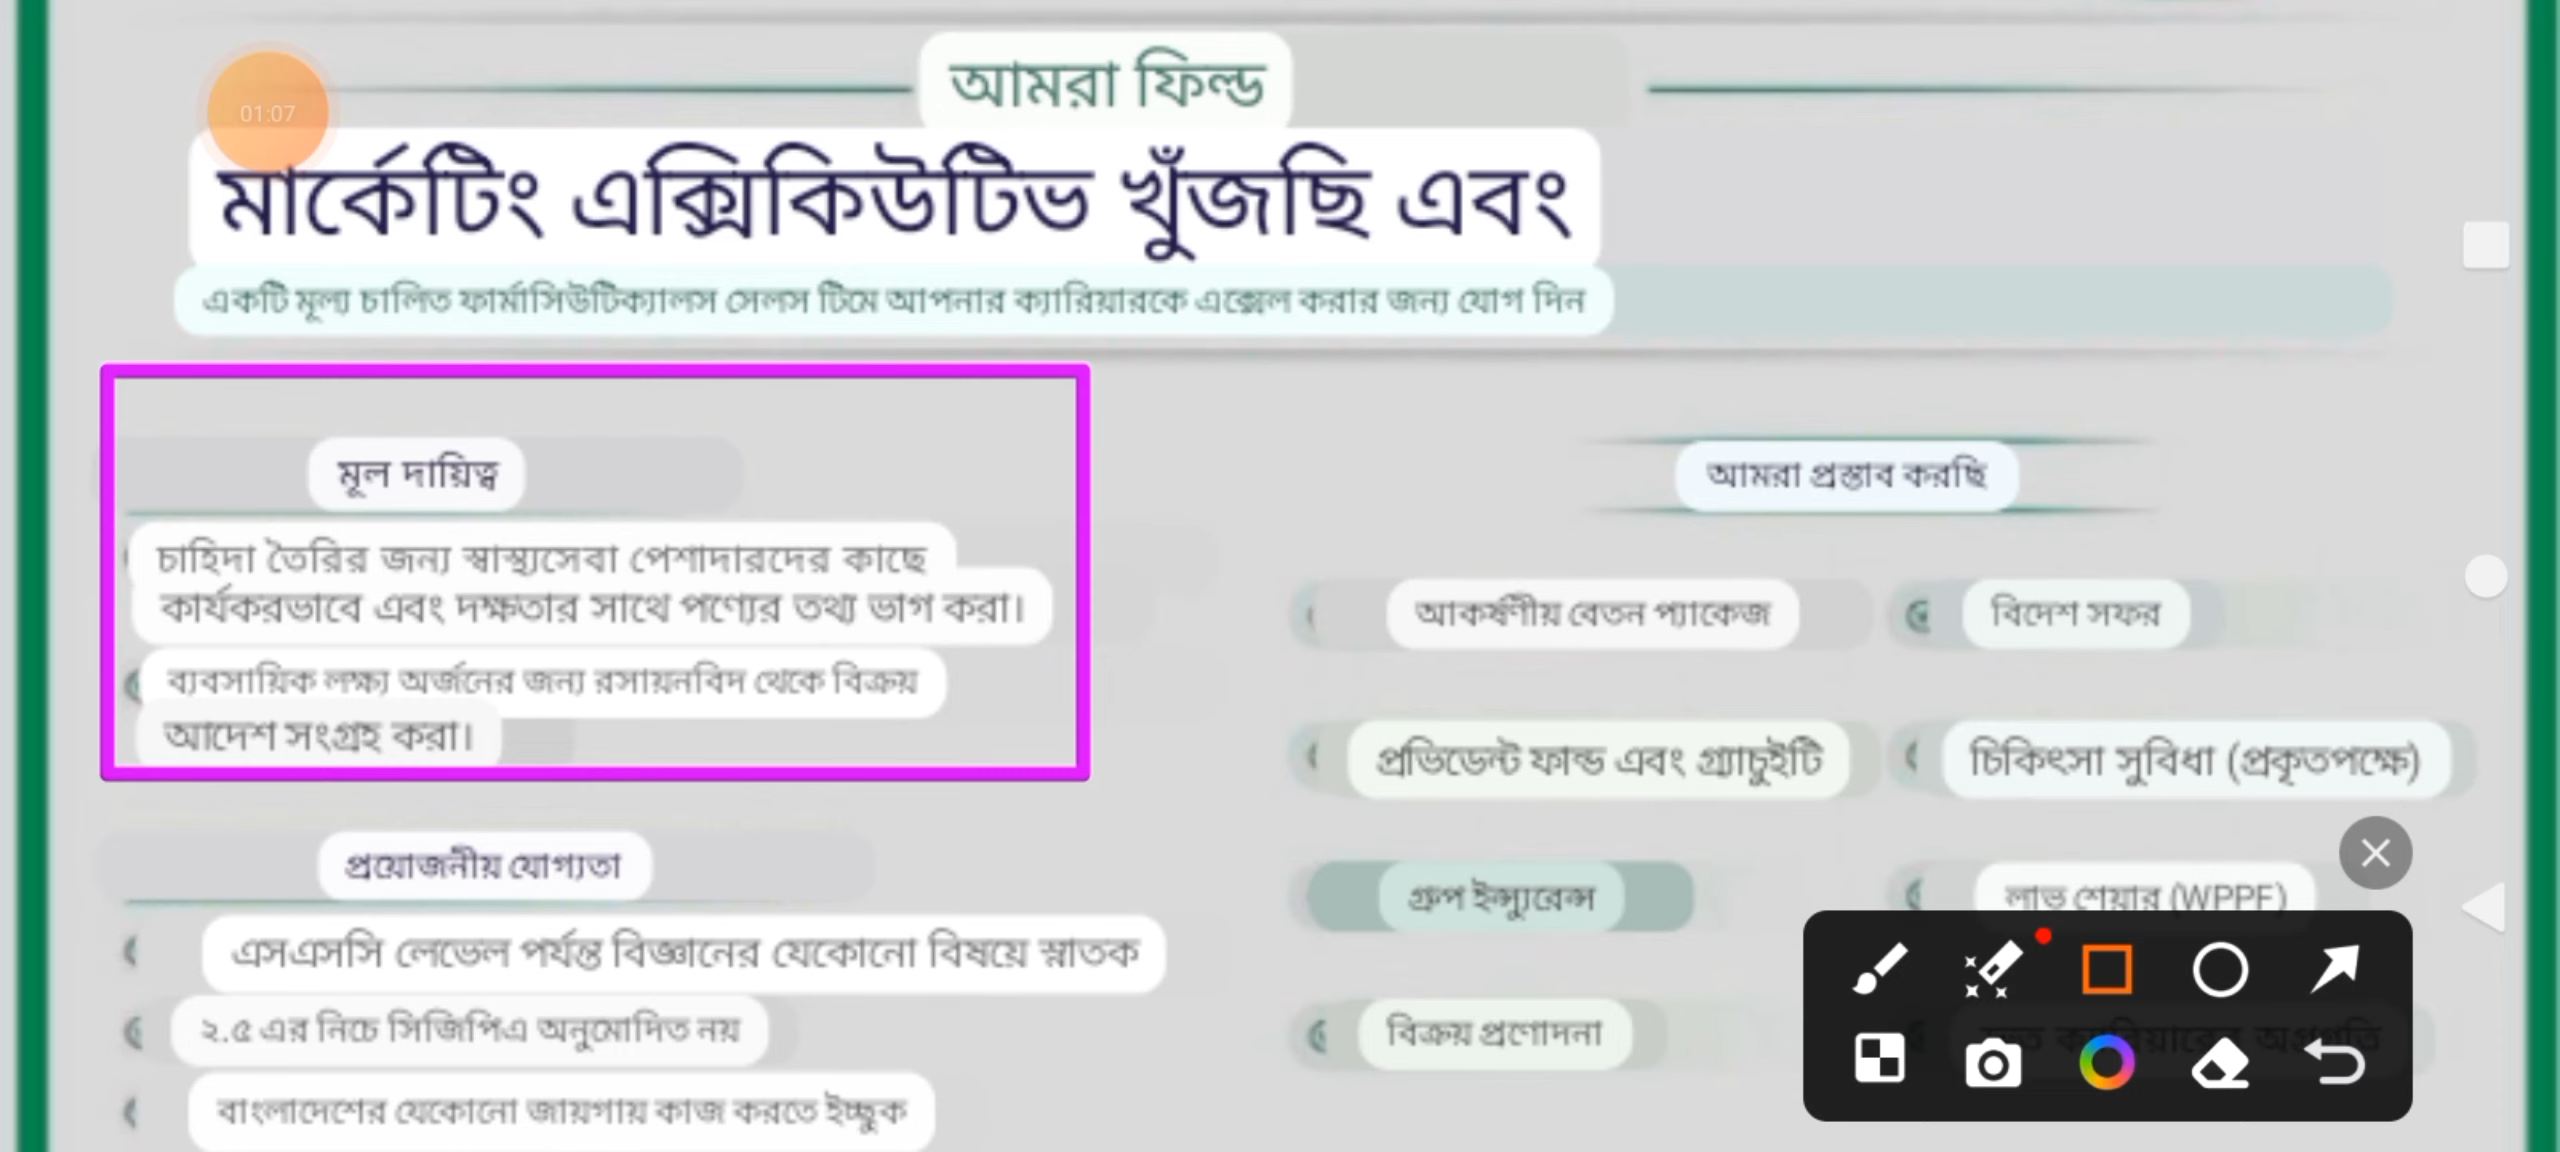 আমরা ফিল্ড
01:07
মার্কেটিং এক্সিকিউটিভ খুঁজছি এবং
একটি মূল্য চালিত ফার্মাসিউটিক্যালস সেলস টিমে আপনার ক্যারিয়ারকে এক্সেল করার জন্য যোগ দিন
মূল দায়িত্ব
চাহিদা তৈরির জন্য স্বাস্থ্যসেবা পেশাদারদের কাছে
কার্যকরভাবে এবং দক্ষতার সাথে পণ্যের তথ্য ভাগ করা।
ব্যবসায়িক লক্ষ্য অর্জনের জন্য রসায়নবিদ থেকে বিক্রয়
আদেশ সংগ্রহ করা।
প্রয়োজনীয় যোগ্যতা
এসএসসি লেভেল পর্যন্ত বিজ্ঞানের যেকোনো বিষয়ে স্নাতক
২.৫ এর নিচে সিজিপিএ অনুমোদিত নয়
বাংলাদেশের যেকোনো জায়গায় কাজ করতে ইচ্ছুক
আমরা প্রস্তাব করছি
আকর্ষণীয় বেতন প্যাকেজ
বিদেশ সফর
প্রভিডেন্ট ফান্ড এবং গ্র্যাচুইটি
চিকিৎসা সুবিধা (প্রকৃতপক্ষে)
গ্রুপ ইন্স্যুরেন্স
লাভ শেয়ার (WPPF)
বিক্রয় প্রণোদনা